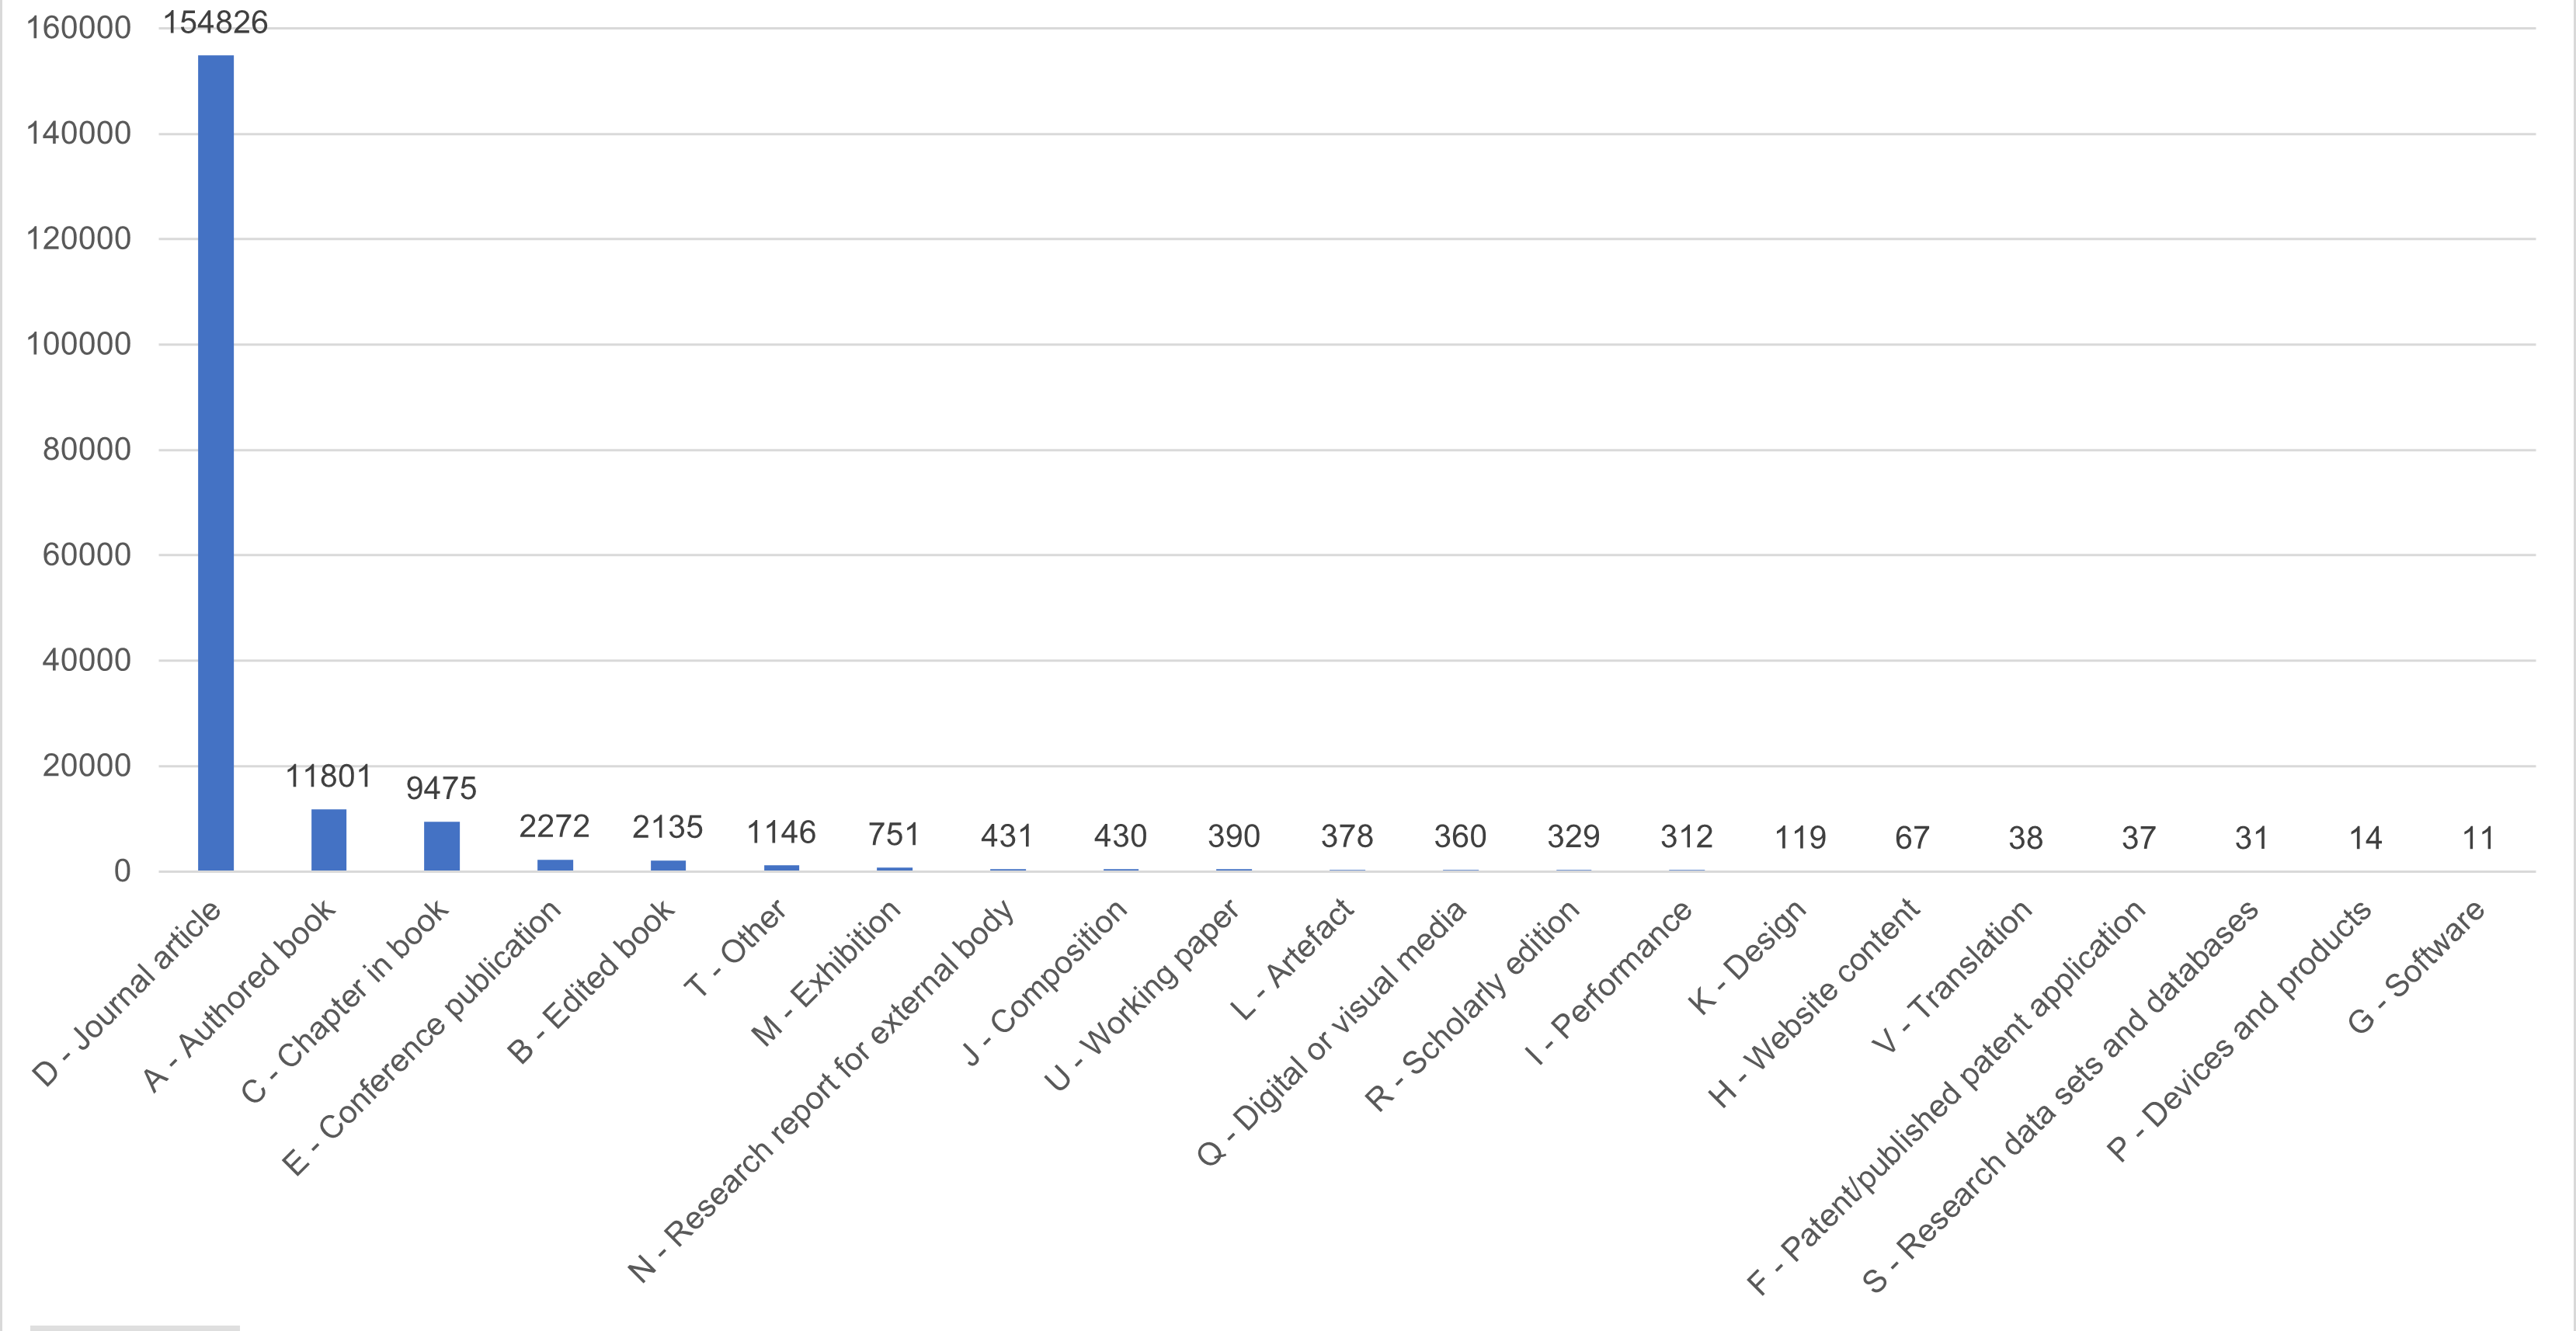 160000
140000
120000
100000
80000
60000
40000
20000
0
154826
11801
9475
2272
2135
1146
751
431
430
390
378
360
329
312
119
67
38
37
31
14
11
D - Journal article
A - Authored book
C - Chapter in book
E - Conference publication
B - Edited book
T - Other
M - Exhibition
N - Research report for external body
J - Composition
U - Working paper
L - Artefact
Q - Digital or visual media
R - Scholarly edition
I - Performance
K - Design
H - Website content
V - Translation
F - Patent/published patent application
S - Research data sets and databases
P - Devices and products
G - Software